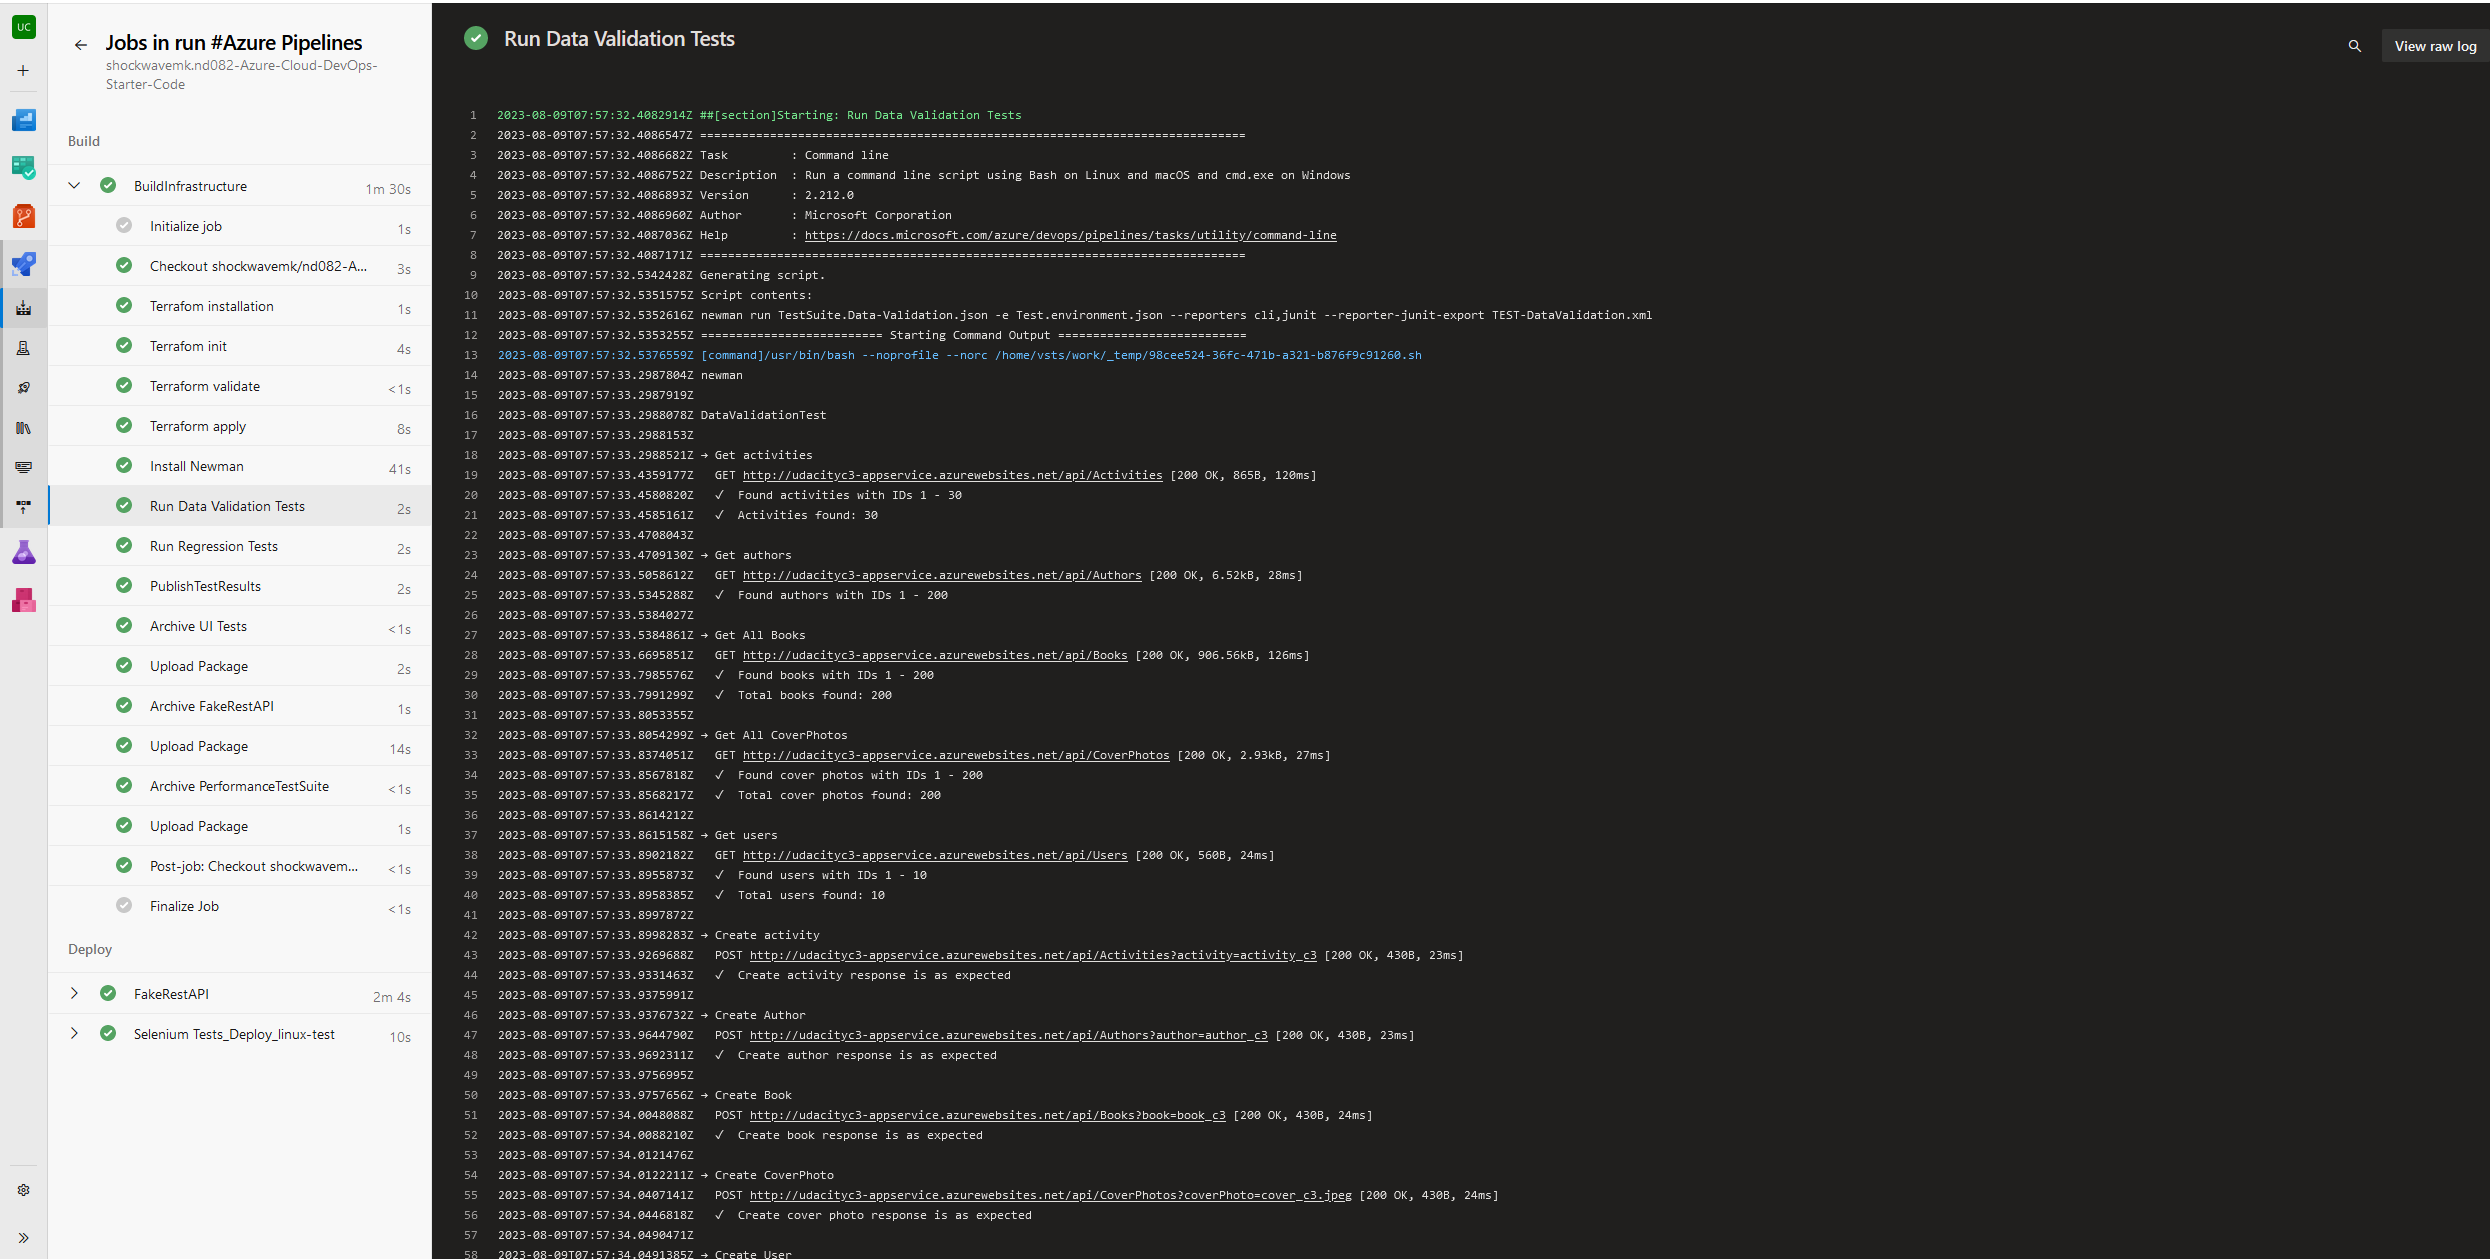 UC
Jobs in run #Azure Pipelines
shockwavemk.nd082-Azure-Cloud-DevOps-
Starter-Code
Build
BuildInfrastructure 1m 30s
Initialize job 1s
Checkout shockwavemk/nd082-A... 3s
Terrafom installation 1s
Terrafom init 4s
Terraform validate <1s
Terraform apply 8s
Install Newman 41s
Run Data Validation Tests 2s
Run Regression Tests 2s
PublishTestResults 2s
Archive UI Tests <1s
Upload Package 2s
Archive FakeRestAPI 1s
Upload Package 14s
Archive PerformanceTestSuite <1s
Upload Package 1s
Post-job: Checkout shockwavem... <1s
Finalize Job <1s
Deploy
FakeRestAPI 2m 4s
Selenium Tests_Deploy_linux-test 10s
Run Data Validation Tests
View raw log
1 2023-08-09T07:57:32.4082914Z ##[section]Starting: Run Data Validation Tests
2 2023-08-09T07:57:32.4086547Z ==============================================================================
3 2023-08-09T07:57:32.4086682Z Task         : Command line
4 2023-08-09T07:57:32.4086752Z Description  : Run a command line script using Bash on Linux and macOS and cmd.exe on Windows
5 2023-08-09T07:57:32.4086893Z Version      : 2.212.0
6 2023-08-09T07:57:32.4086960Z Author       : Microsoft Corporation
7 2023-08-09T07:57:32.4087036Z Help         : https://docs.microsoft.com/azure/devops/pipelines/tasks/utility/command-line
8 2023-08-09T07:57:32.4087171Z ==============================================================================
9 2023-08-09T07:57:32.5342428Z Generating script.
10 2023-08-09T07:57:32.5351575Z Script contents:
11 2023-08-09T07:57:32.5352616Z newman run TestSuite.Data-Validation.json -e Test.environment.json --reporters cli,junit --reporter-junit-export TEST-DataValidation.xml
12 2023-08-09T07:57:32.5353255Z ========================== Starting Command Output ===========================
13 2023-08-09T07:57:32.5376559Z [command]/usr/bin/bash --noprofile --norc /home/vsts/work/_temp/98cee524-36fc-471b-a321-b876f9c91260.sh
14 2023-08-09T07:57:33.2987804Z newman
15 2023-08-09T07:57:33.2987919Z
16 2023-08-09T07:57:33.2988078Z DataValidationTest
17 2023-08-09T07:57:33.2988153Z
18 2023-08-09T07:57:33.2988521Z → Get activities
19 2023-08-09T07:57:33.4359177Z   GET http://udacityc3-appservice.azurewebsites.net/api/Activities [200 OK, 865B, 120ms]
20 2023-08-09T07:57:33.4580820Z   ✓  Found activities with IDs 1 - 30
21 2023-08-09T07:57:33.4585161Z   ✓  Activities found: 30
22 2023-08-09T07:57:33.4708043Z
23 2023-08-09T07:57:33.4709130Z → Get authors
24 2023-08-09T07:57:33.5058612Z   GET http://udacityc3-appservice.azurewebsites.net/api/Authors [200 OK, 6.52kB, 28ms]
25 2023-08-09T07:57:33.5345288Z   ✓  Found authors with IDs 1 - 200
26 2023-08-09T07:57:33.5384027Z
27 2023-08-09T07:57:33.5384861Z → Get All Books
28 2023-08-09T07:57:33.6695851Z   GET http://udacityc3-appservice.azurewebsites.net/api/Books [200 OK, 906.56kB, 126ms]
29 2023-08-09T07:57:33.7985576Z   ✓  Found books with IDs 1 - 200
30 2023-08-09T07:57:33.7991299Z   ✓  Total books found: 200
31 2023-08-09T07:57:33.8053355Z
32 2023-08-09T07:57:33.8054299Z → Get All CoverPhotos
33 2023-08-09T07:57:33.8374051Z   GET http://udacityc3-appservice.azurewebsites.net/api/CoverPhotos [200 OK, 2.93kB, 27ms]
34 2023-08-09T07:57:33.8567818Z   ✓  Found cover photos with IDs 1 - 200
35 2023-08-09T07:57:33.8568217Z   ✓  Total cover photos found: 200
36 2023-08-09T07:57:33.8614212Z
37 2023-08-09T07:57:33.8615158Z → Get users
38 2023-08-09T07:57:33.8902182Z   GET http://udacityc3-appservice.azurewebsites.net/api/Users [200 OK, 560B, 24ms]
39 2023-08-09T07:57:33.8955873Z   ✓  Found users with IDs 1 - 10
40 2023-08-09T07:57:33.8958385Z   ✓  Total users found: 10
41 2023-08-09T07:57:33.8997872Z
42 2023-08-09T07:57:33.8998283Z → Create activity
43 2023-08-09T07:57:33.9269688Z   POST http://udacityc3-appservice.azurewebsites.net/api/Activities?activity=activity_c3 [200 OK, 430B, 23ms]
44 2023-08-09T07:57:33.9331463Z   ✓  Create activity response is as expected
45 2023-08-09T07:57:33.9375991Z
46 2023-08-09T07:57:33.9376732Z → Create Author
47 2023-08-09T07:57:33.9644790Z   POST http://udacityc3-appservice.azurewebsites.net/api/Authors?author=author_c3 [200 OK, 430B, 23ms]
48 2023-08-09T07:57:33.9692311Z   ✓  Create author response is as expected
49 2023-08-09T07:57:33.9756995Z
50 2023-08-09T07:57:33.9757656Z → Create Book
51 2023-08-09T07:57:34.0048088Z   POST http://udacityc3-appservice.azurewebsites.net/api/Books?book=book_c3 [200 OK, 430B, 24ms]
52 2023-08-09T07:57:34.0088210Z   ✓  Create book response is as expected
53 2023-08-09T07:57:34.0121476Z
54 2023-08-09T07:57:34.0122211Z → Create CoverPhoto
55 2023-08-09T07:57:34.0407141Z   POST http://udacityc3-appservice.azurewebsites.net/api/CoverPhotos?coverPhoto=cover_c3.jpeg [200 OK, 430B, 24ms]
56 2023-08-09T07:57:34.0446818Z   ✓  Create cover photo response is as expected
57 2023-08-09T07:57:34.0490471Z
58 2023-08-09T07:57:34.0491385Z → Create User